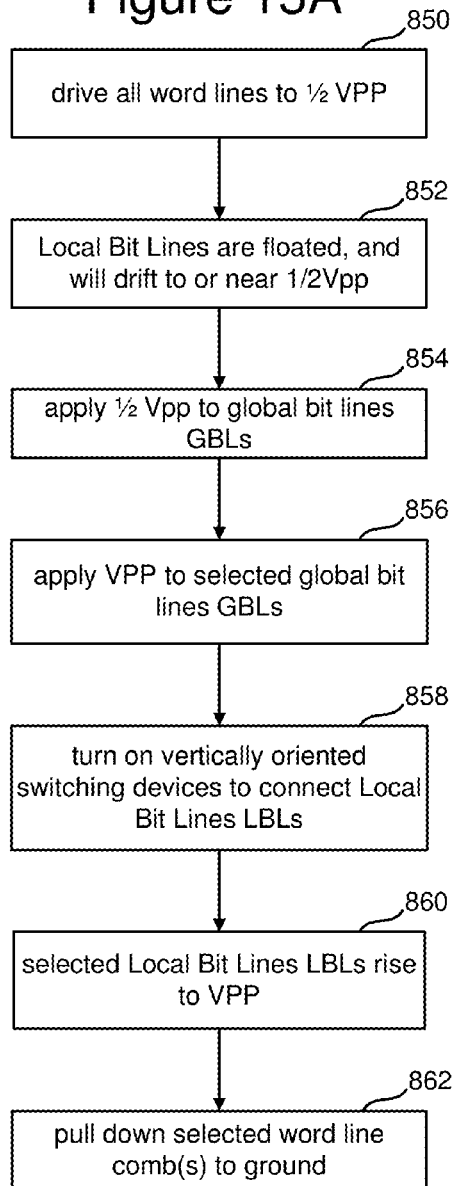 Figure 13A
850
drive all word lines to ½ VPP
852
Local Bit Lines are floated, and
will drift to or near 1/2Vpp
854
apply ½ Vpp to global bit lines
GBLs
856
apply VPP to selected global bit
lines GBLs
858
turn on vertically oriented
switching devices to connect Local
Bit Lines LBLs
860
selected Local Bit Lines LBLs rise
to VPP
862
pull down selected word line
comb(s) to ground